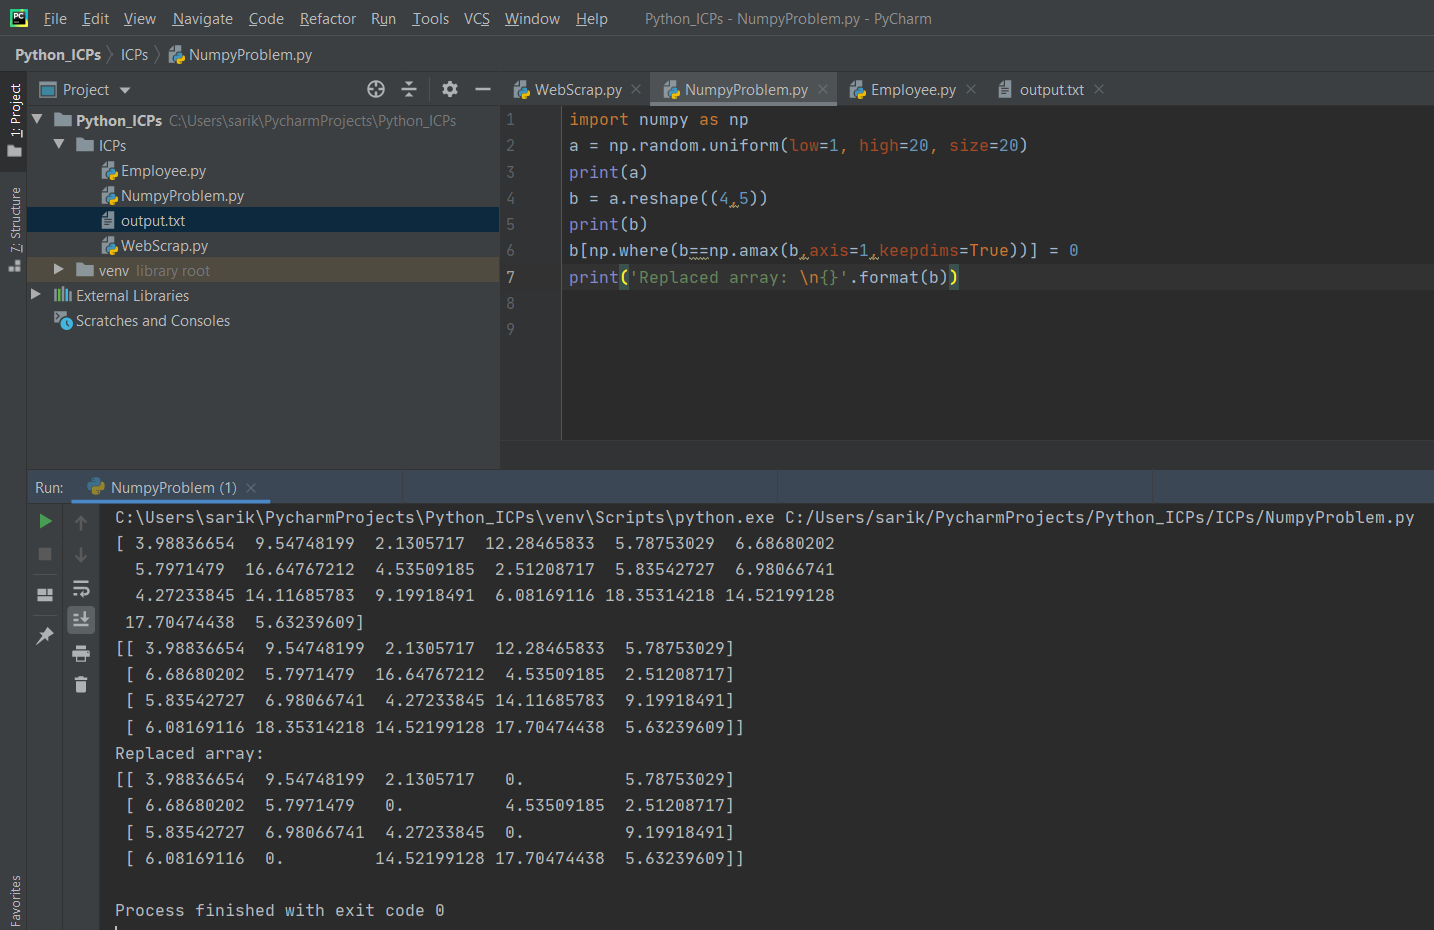 PC File Edit View Navigate Code Refactor Run Tools VCS Window Help Python_ICPs - NumpyProblem.py - PyCharm
Python_ICPs ICPs NumpyProblem.py
1: Project
Z: Structure
Favorites
Project
Python_ICPs C:\Users\sarik\PycharmProjects\Python_ICPs
ICPs
Employee.py
NumpyProblem.py
output.txt
WebScrap.py
venv library root
External Libraries
Scratches and Consoles
WebScrap.py NumpyProblem.py Employee.py output.txt
1 import numpy as np
2 a = np.random.uniform(low=1, high=20, size=20)
3 print(a)
4 b = a.reshape((4,5))
5 print(b)
6 b[np.where(b==np.amax(b,axis=1,keepdims=True))] = 0
7 print('Replaced array: \n{}'.format(b))
8
9
Run: NumpyProblem (1)
C:\Users\sarik\PycharmProjects\Python_ICPs\venv\Scripts\python.exe C:/Users/sarik/PycharmProjects/Python_ICPs/ICPs/NumpyProblem.py
[ 3.98836654  9.54748199  2.1305717  12.28465833  5.78753029  6.68680202
  5.7971479  16.64767212  4.53509185  2.51208717  5.83542727  6.98066741
  4.27233845 14.11685783  9.19918491  6.08169116 18.35314218 14.52199128
 17.70474438  5.63239609]
[[ 3.98836654  9.54748199  2.1305717  12.28465833  5.78753029]
 [ 6.68680202  5.7971479  16.64767212  4.53509185  2.51208717]
 [ 5.83542727  6.98066741  4.27233845 14.11685783  9.19918491]
 [ 6.08169116 18.35314218 14.52199128 17.70474438  5.63239609]]
Replaced array:
[[ 3.98836654  9.54748199  2.1305717   0.          5.78753029]
 [ 6.68680202  5.7971479   0.          4.53509185  2.51208717]
 [ 5.83542727  6.98066741  4.27233845  0.          9.19918491]
 [ 6.08169116  0.         14.52199128 17.70474438  5.63239609]]
Process finished with exit code 0